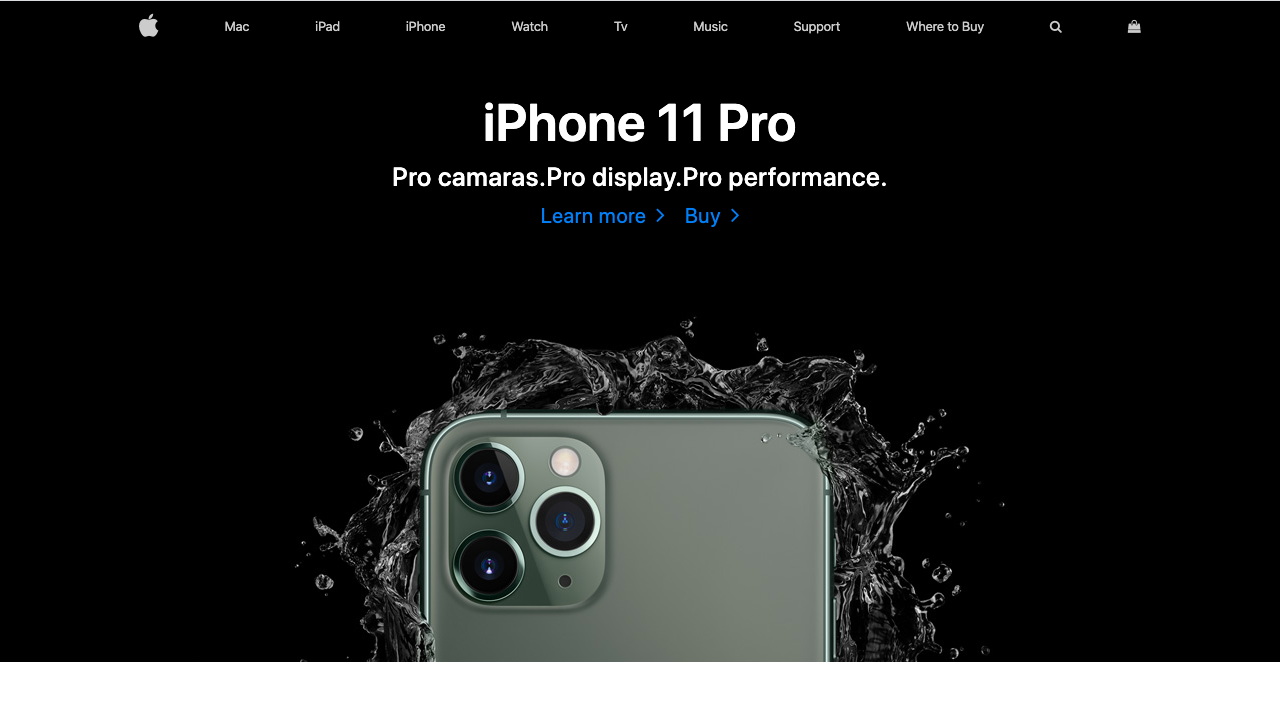 Mac iPad iPhone Watch Tv Music Support Where to Buy
iPhone 11 Pro
Pro camaras.Pro display.Pro performance.
Learn more Buy